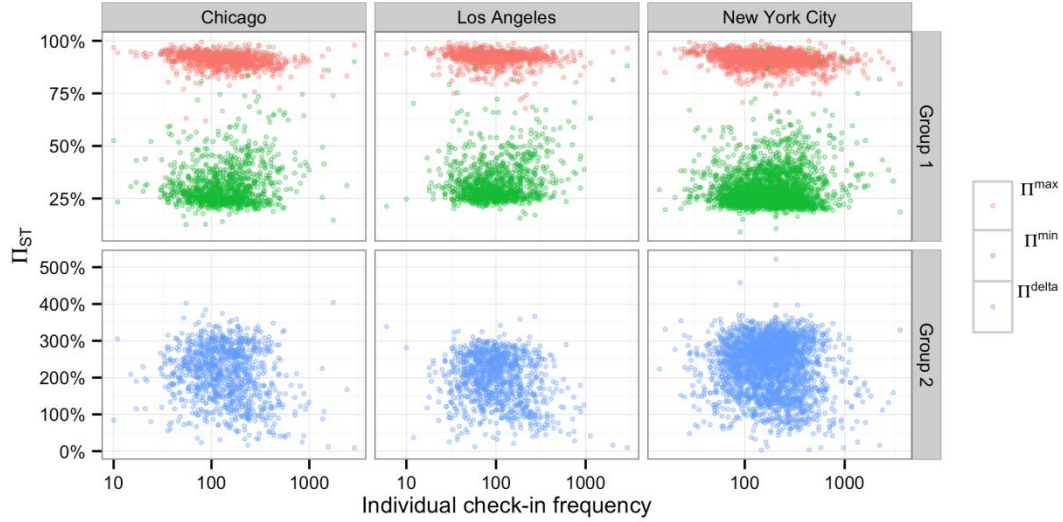 Chicago Los Angeles New York City
100%
75%
50%
25%
Group 1
500%
400%
300%
200%
100%
0%
Group 2
Π_ST
10 100 1000 10 100 1000 100 1000
Individual check-in frequency
Π^max
Π^min
Π^delta